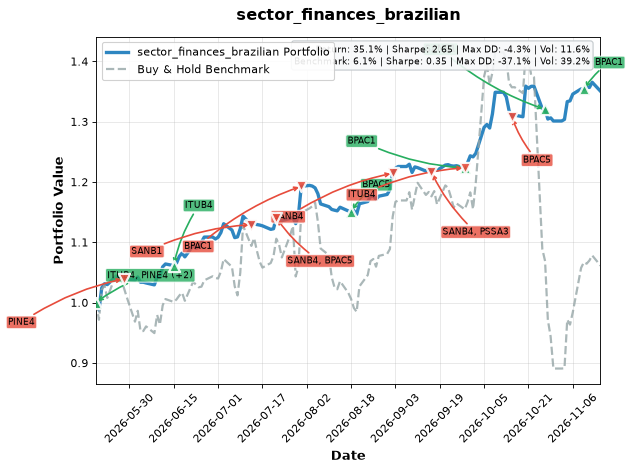 sector_finances_brazilian
urn: 35.1% | Sharpe: 2.65 | Max DD: -4.3% | Vol: 11.6%
Benchmark: 6.1% | Sharpe: 0.35 | Max DD: -37.1% | Vol: 39.2%
sector_finances_brazilian Portfolio
Buy & Hold Benchmark
BPAC1
BPAC1
BPAC5
ITUB4
BPAC5
ITUB4
SANB4
SANB4, PSSA3
BPAC1
SANB1
SANB4, BPAC5
ITUB4, PINE4 (+2)
PINE4
Portfolio Value
1.4
1.3
1.2
1.1
1.0
0.9
2026-05-30
2026-06-15
2026-07-01
2026-07-17
2026-08-02
2026-08-18
2026-09-03
2026-09-19
2026-10-05
2026-10-21
2026-11-06
Date